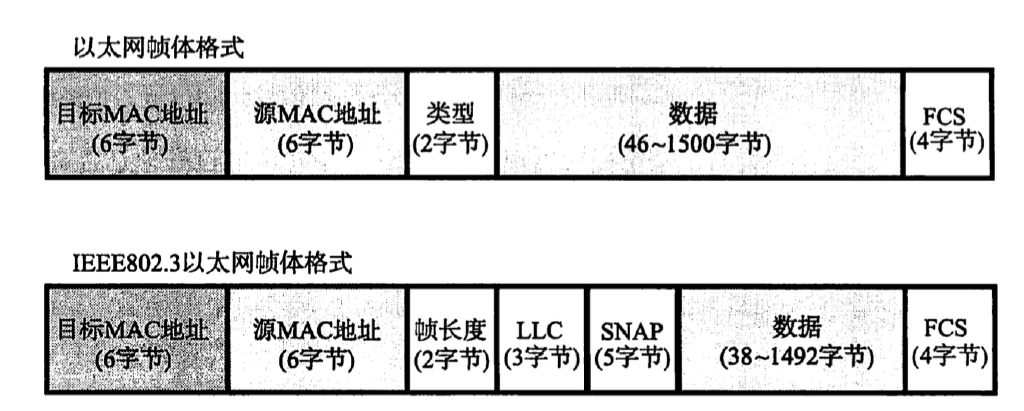 以太网帧体格式
目标MAC地址 源MAC地址 类型 数据 FCS
(6字节) (6字节) (2字节) (46~1500字节) (4字节)
IEEE802.3以太网帧体格式
目标MAC地址 源MAC地址 帧长度 LLC SNAP 数据 FCS
(6字节) (6字节) (2字节) (3字节) (5字节) (38~1492字节) (4字节)